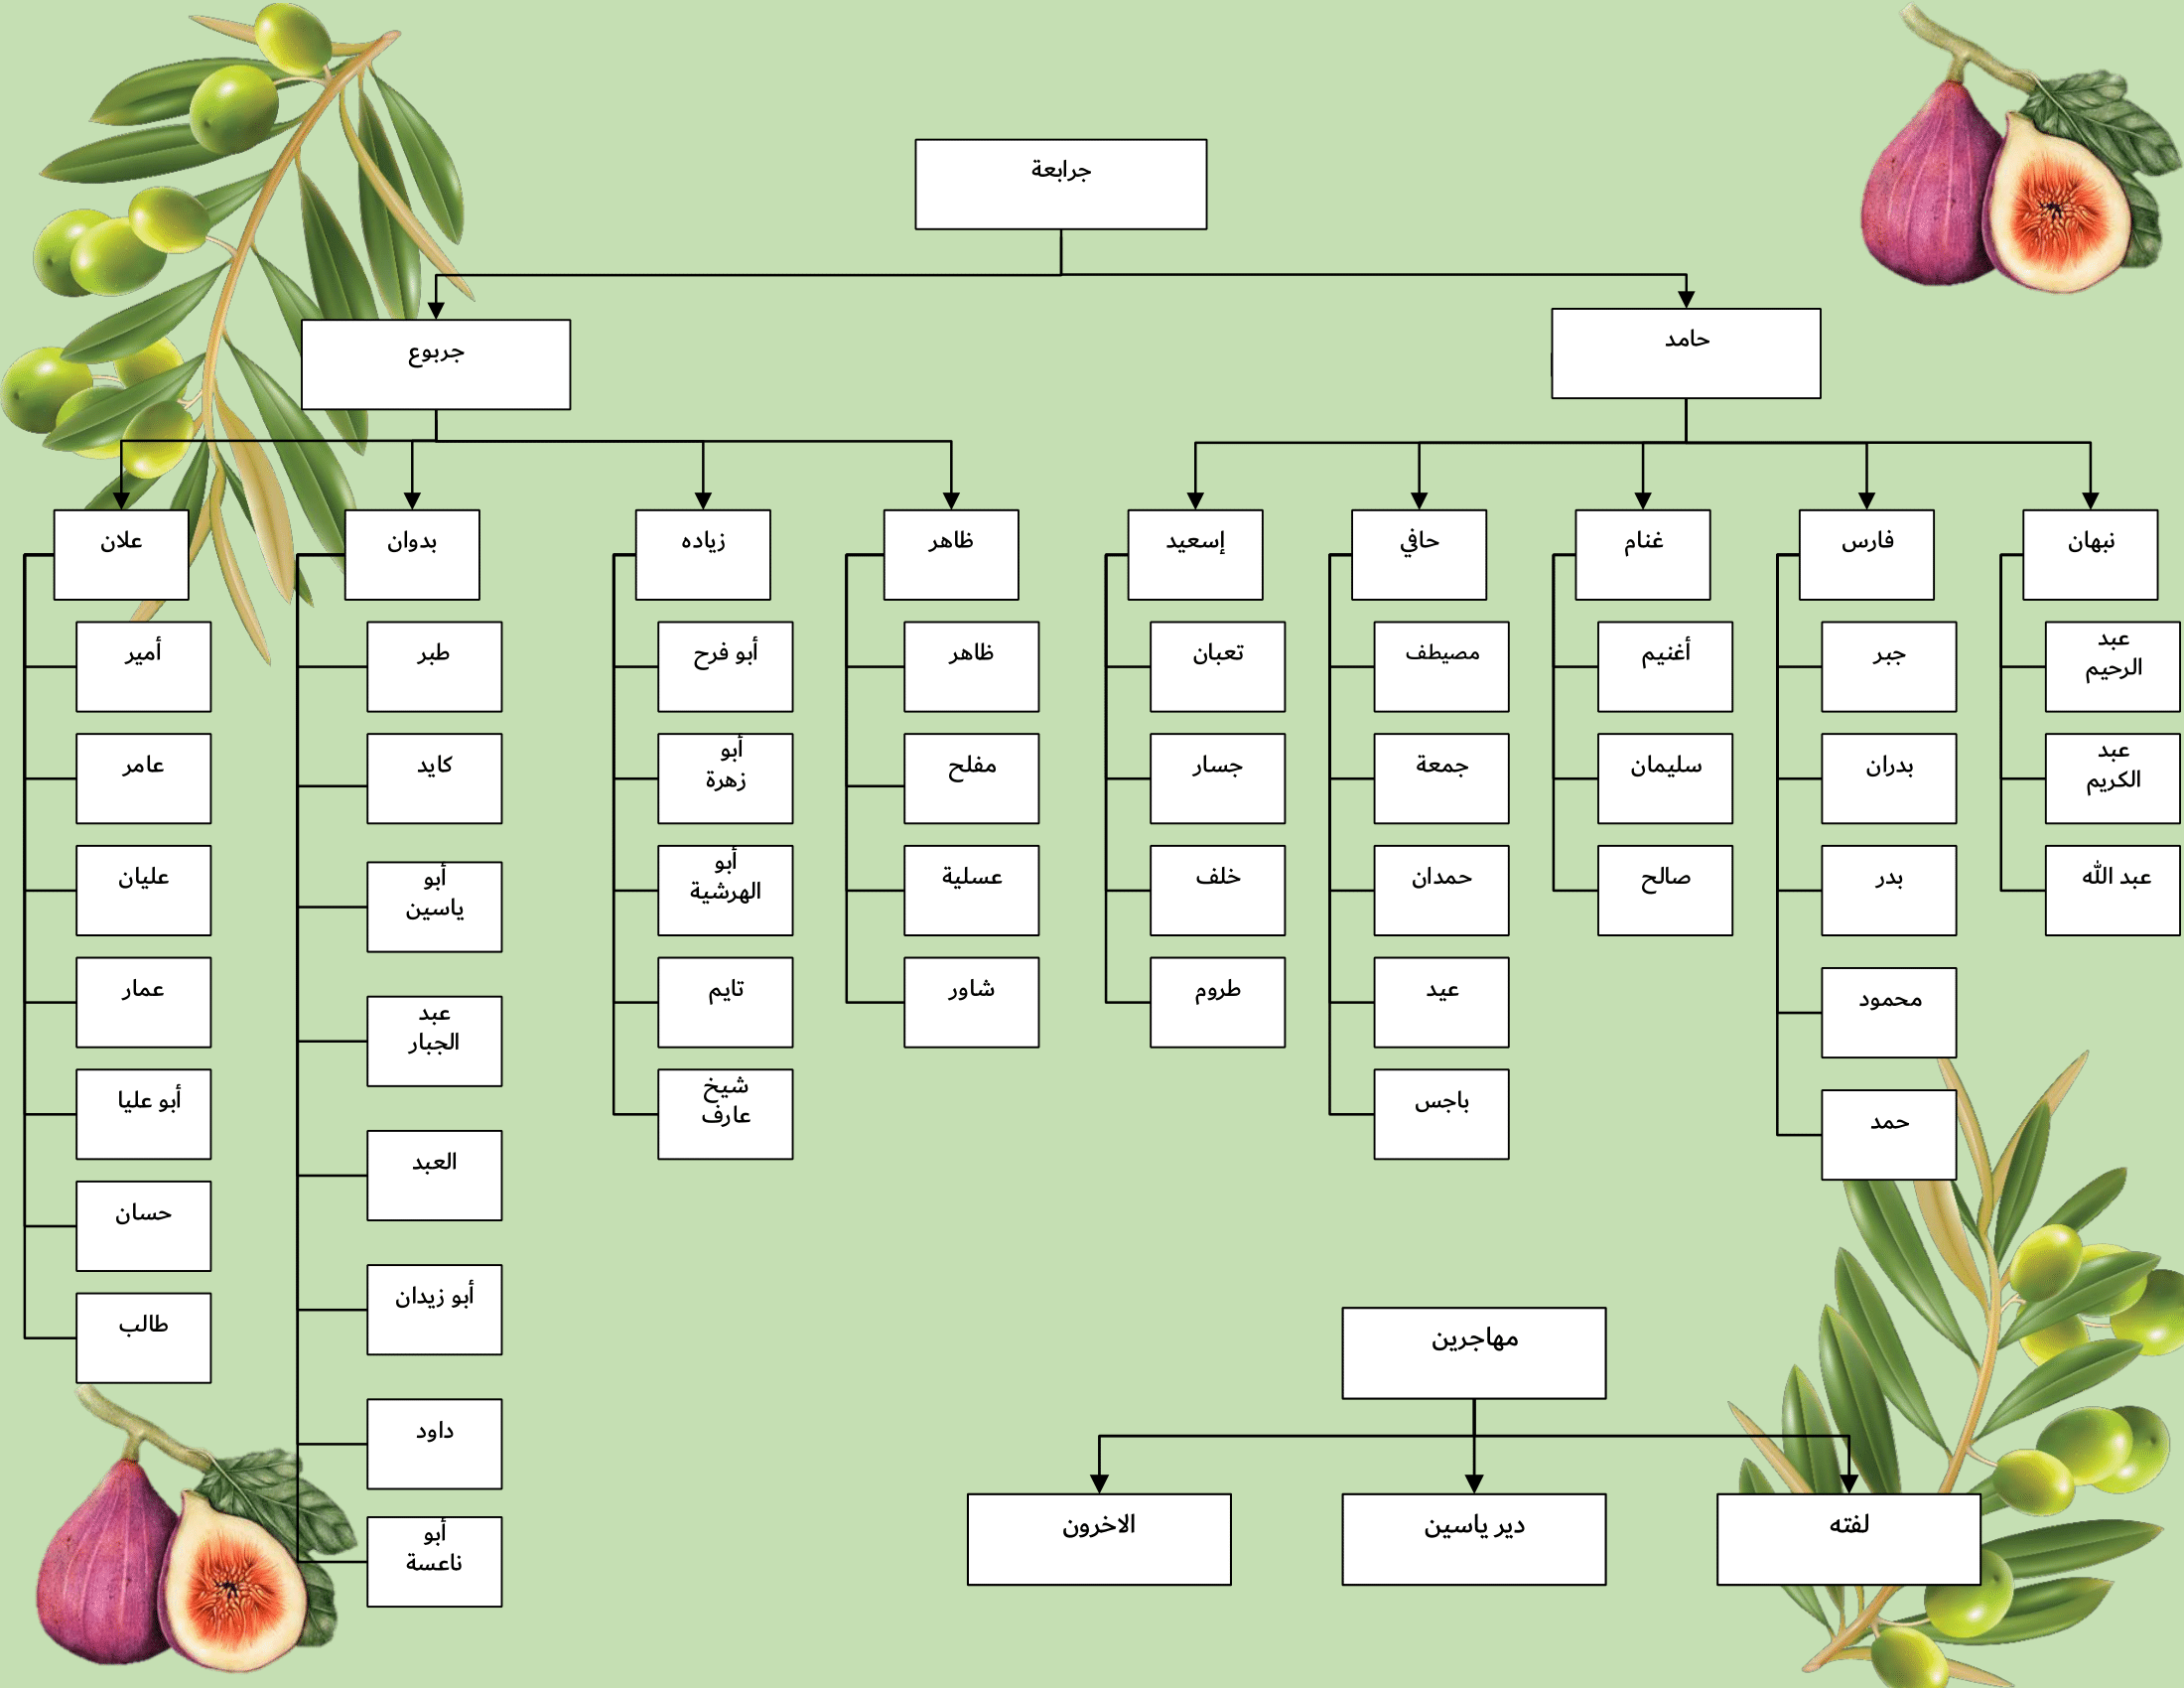 جرابعة
حامد
جربوع
نبهان
فارس
غنام
حافي
إسعيد
ظاهر
زياده
بدوان
علان
عبد
الرحيم
عبد
الكريم
عبد الله
جبر
بدران
بدر
محمود
حمد
أغنيم
سليمان
صالح
مصيطف
جمعة
حمدان
عيد
باجس
تعبان
جسار
خلف
طروم
ظاهر
مفلح
عسلية
شاور
أبو فرح
أبو
زهرة
أبو
الهرشية
تايم
شيخ
عارف
طبر
كايد
أبو
ياسين
عبد
الجبار
العبد
أبو زيدان
داود
أبو
ناعسة
أمير
عامر
عليان
عمار
أبو عليا
حسان
طالب
مهاجرين
لفته
دير ياسين
الاخرون